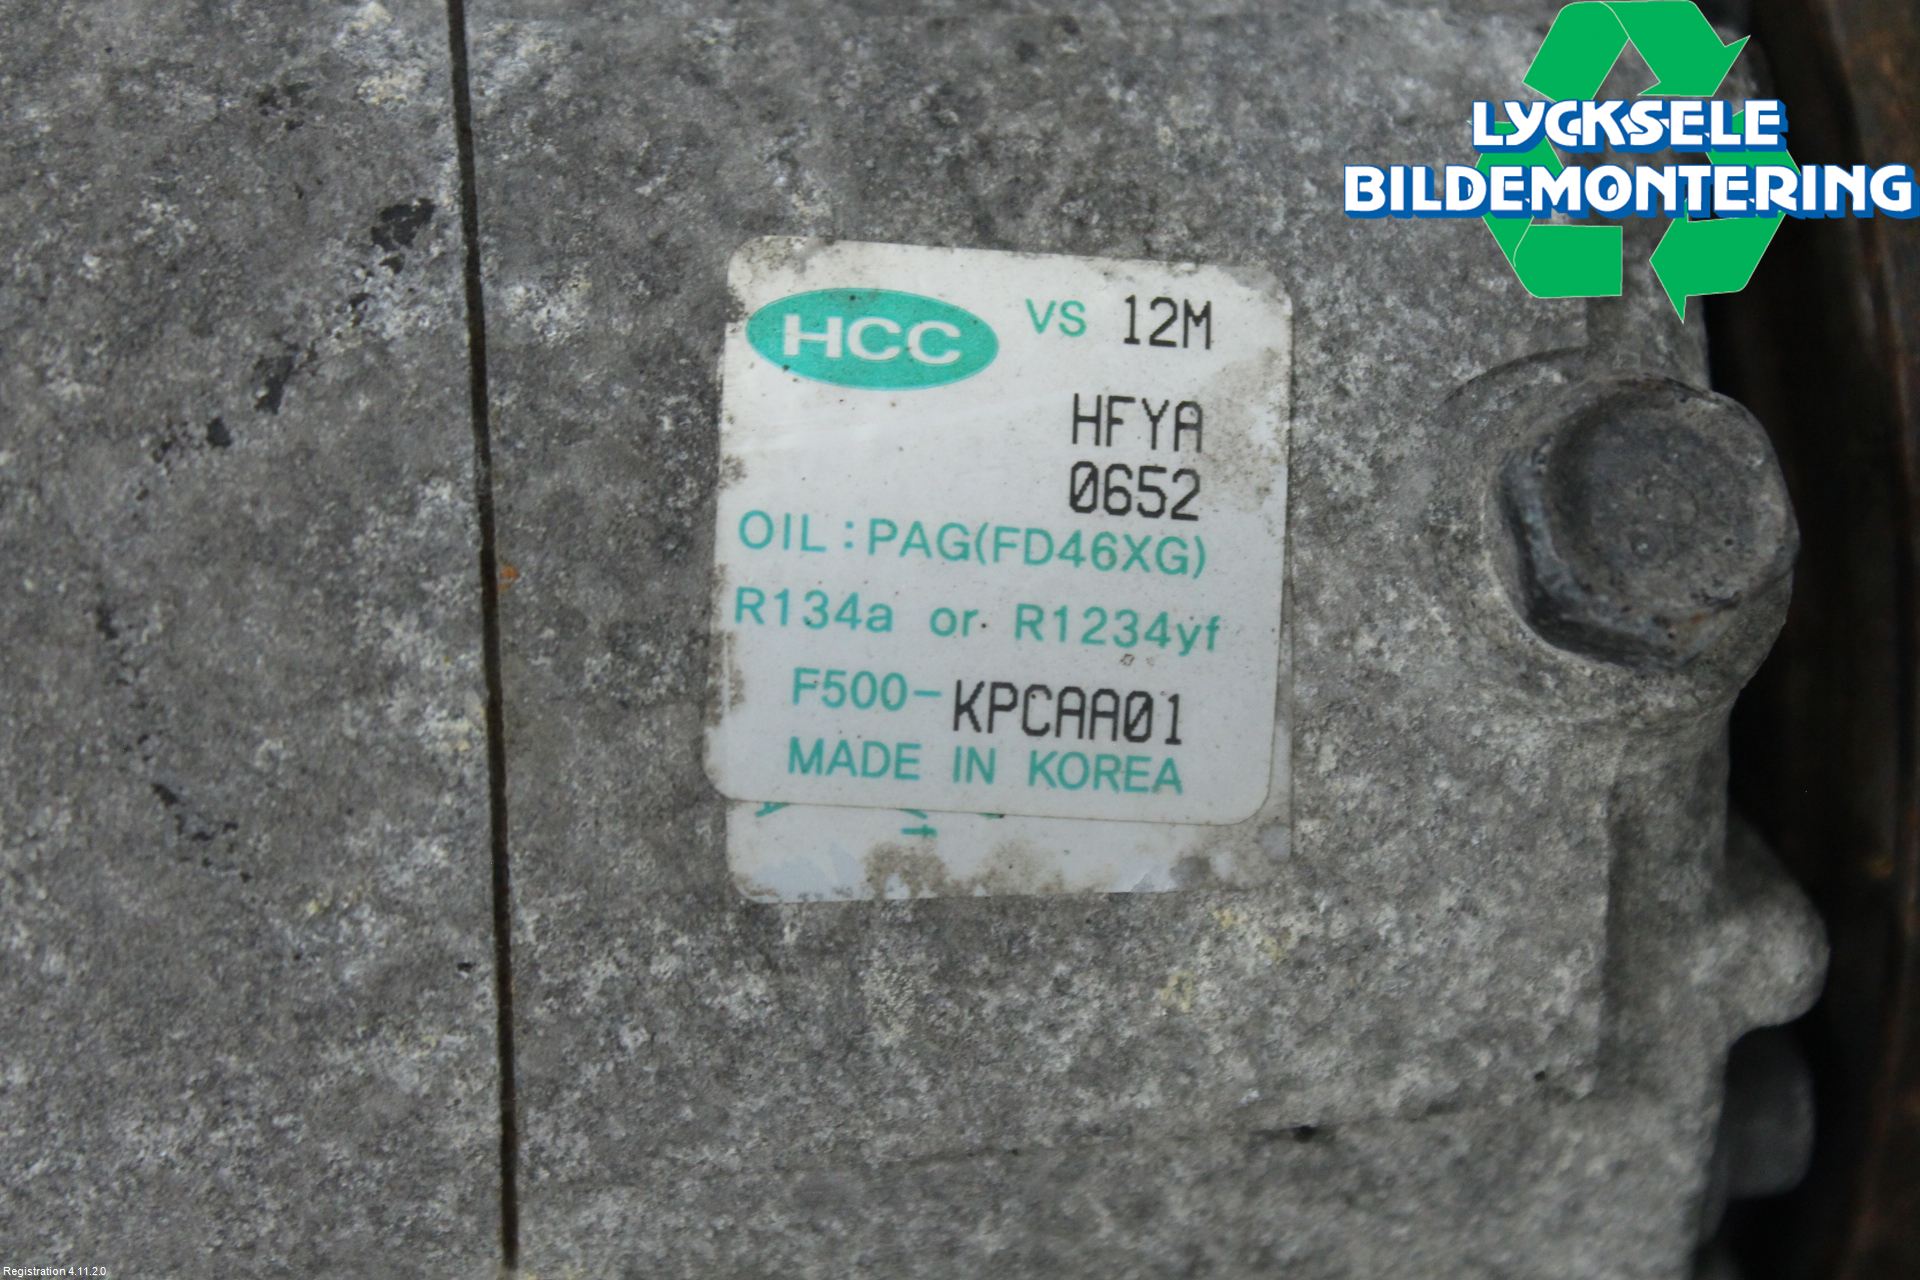 LYCKSELE
BILDEMONTERING
HCC VS 12M
HFYA
0652
OIL : PAG(FD46XG)
R134a or R1234yf
F500-KPCAA01
MADE IN KOREA
Registration 4.11.2.0